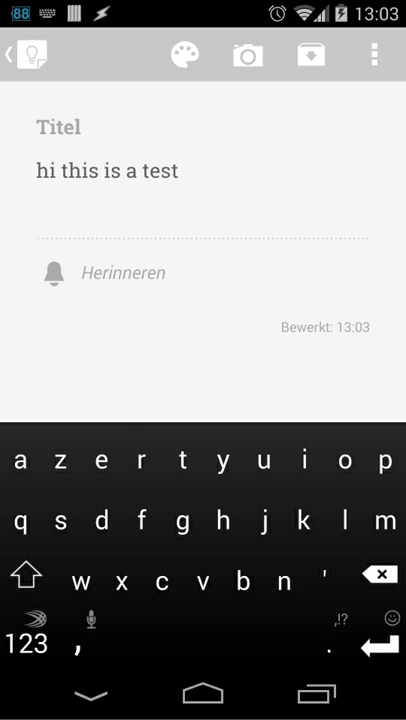 88 13:03
Titel
hi this is a test
Herinneren
Bewerkt: 13:03
a z e r t y u i o p
q s d f g h j k l m
w x c v b n '
,!?
123 , .